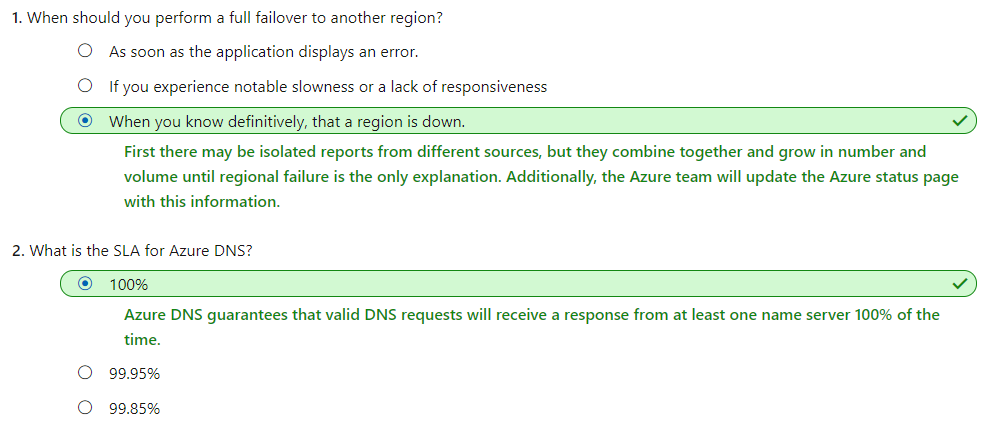 1. When should you perform a full failover to another region?
As soon as the application displays an error.
If you experience notable slowness or a lack of responsiveness
When you know definitively, that a region is down.
First there may be isolated reports from different sources, but they combine together and grow in number and
volume until regional failure is the only explanation. Additionally, the Azure team will update the Azure status page
with this information.
2. What is the SLA for Azure DNS?
100%
Azure DNS guarantees that valid DNS requests will receive a response from at least one name server 100% of the
time.
99.95%
99.85%